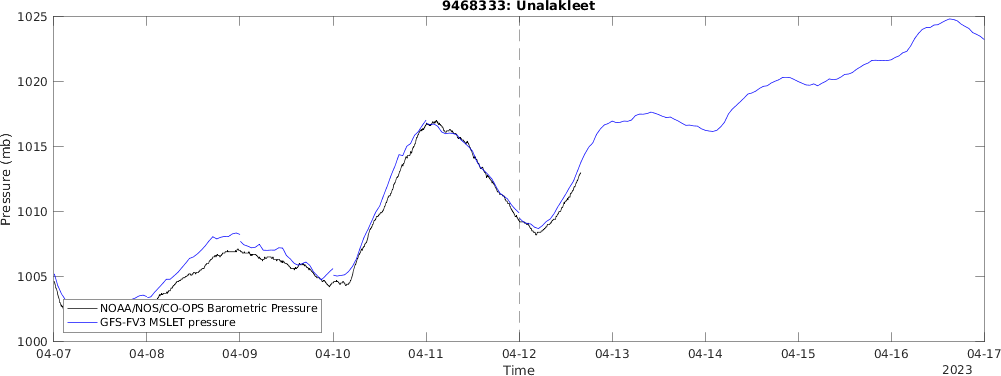 9468333: Unalakleet
1025
1020
1015
1010
1005
1000
Pressure (mb)
NOAA/NOS/CO-OPS Barometric Pressure
GFS-FV3 MSLET pressure
04-07 04-08 04-09 04-10 04-11 04-12 04-13 04-14 04-15 04-16 04-17
Time
2023